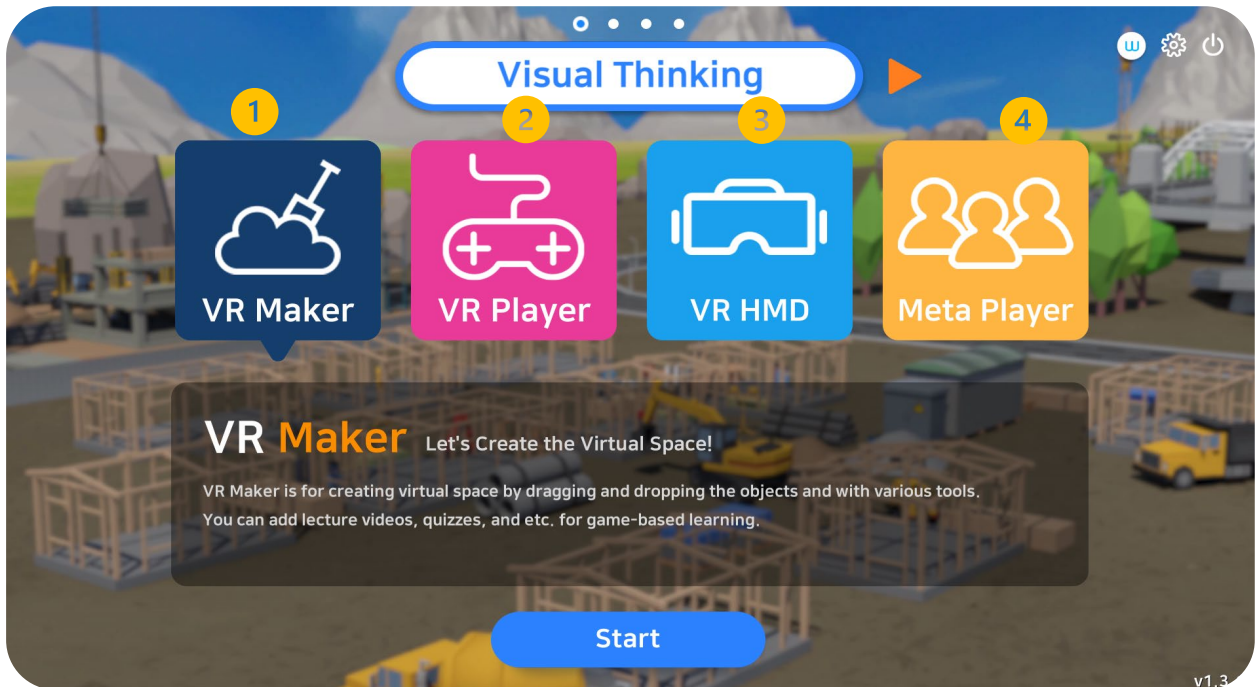 Visual Thinking
W
1
2
3
4
VR Maker
VR Player
VR HMD
Meta Player
VR Maker Let's Create the Virtual Space!
VR Maker is for creating virtual space by dragging and dropping the objects and with various tools.
You can add lecture videos, quizzes, and etc. for game-based learning.
Start
v1.3